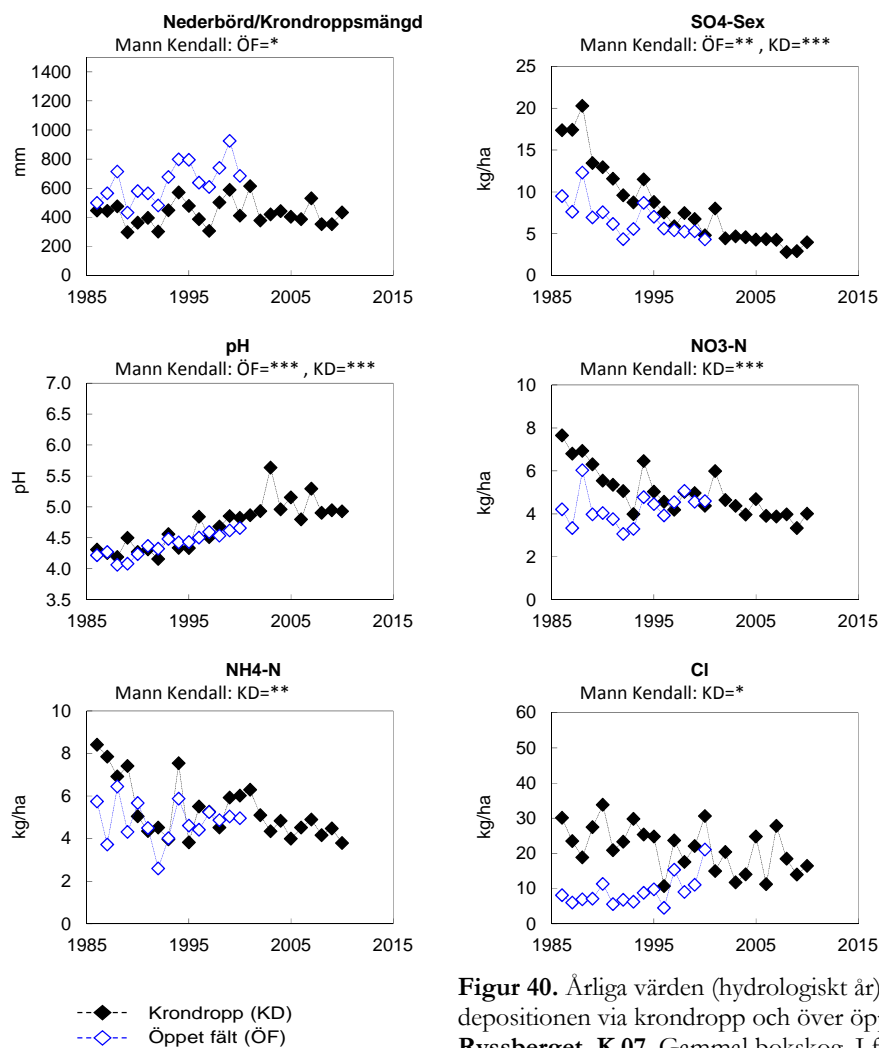 Nederbörd/Krondroppsmängd
Mann Kendall: ÖF=*
1400
1200
1000
800
600
400
200
0
mm
1985 1995 2005 2015
SO4-Sex
Mann Kendall: ÖF=** , KD=***
25
20
15
10
5
0
kg/ha
1985 1995 2005 2015
pH
Mann Kendall: ÖF=*** , KD=***
7.0
6.5
6.0
5.5
5.0
4.5
4.0
3.5
pH
1985 1995 2005 2015
NO3-N
Mann Kendall: KD=***
10
8
6
4
2
0
kg/ha
1985 1995 2005 2015
NH4-N
Mann Kendall: KD=**
10
8
6
4
2
0
kg/ha
1985 1995 2005 2015
Cl
Mann Kendall: KD=*
60
50
40
30
20
10
0
kg/ha
1985 1995 2005 2015
Krondropp (KD)
Öppet fält (ÖF)
Figur 40. Årliga värden (hydrologiskt år)
depositionen via krondropp och över öp